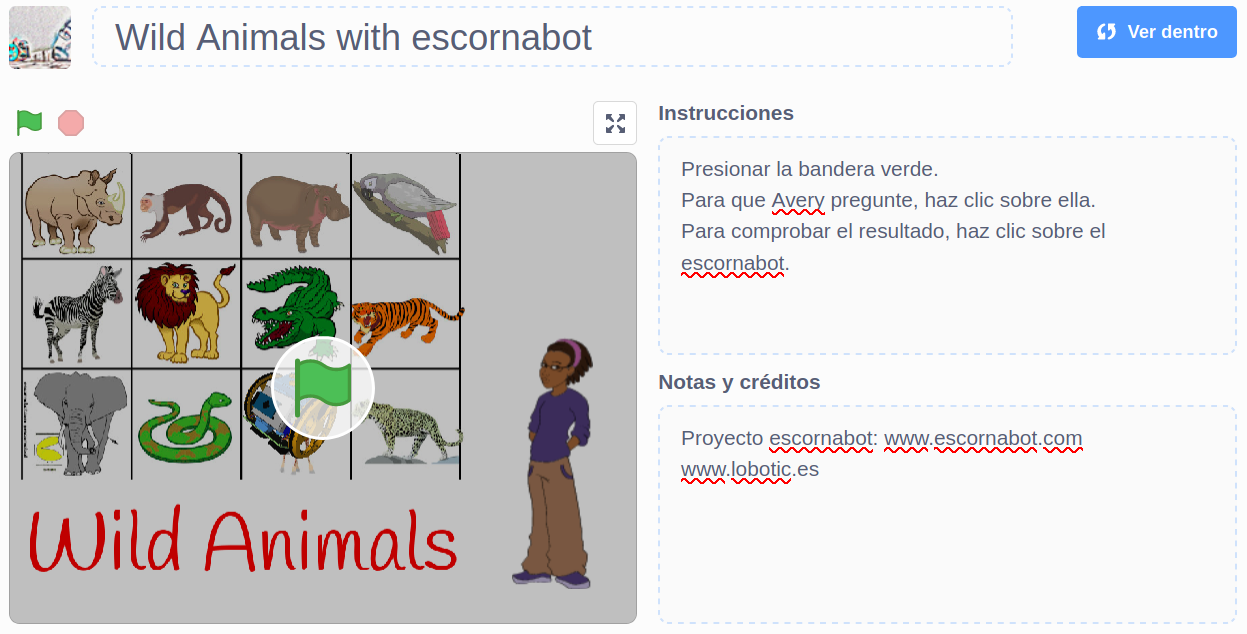 Wild Animals with escornabot
Ver dentro
Instrucciones
Presionar la bandera verde.
Para que Avery pregunte, haz clic sobre ella.
Para comprobar el resultado, haz clic sobre el
escornabot.
Wild Animals
Notas y créditos
Proyecto escornabot: www.escornabot.com
www.lobotic.es